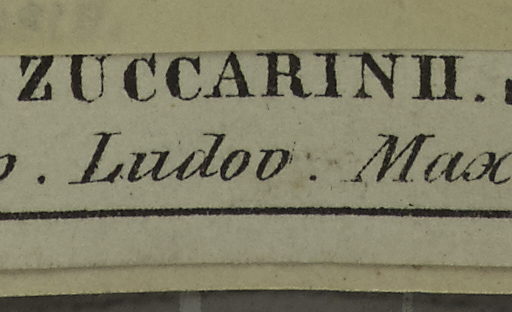 ZUCCARINII.
. Ludov. Max